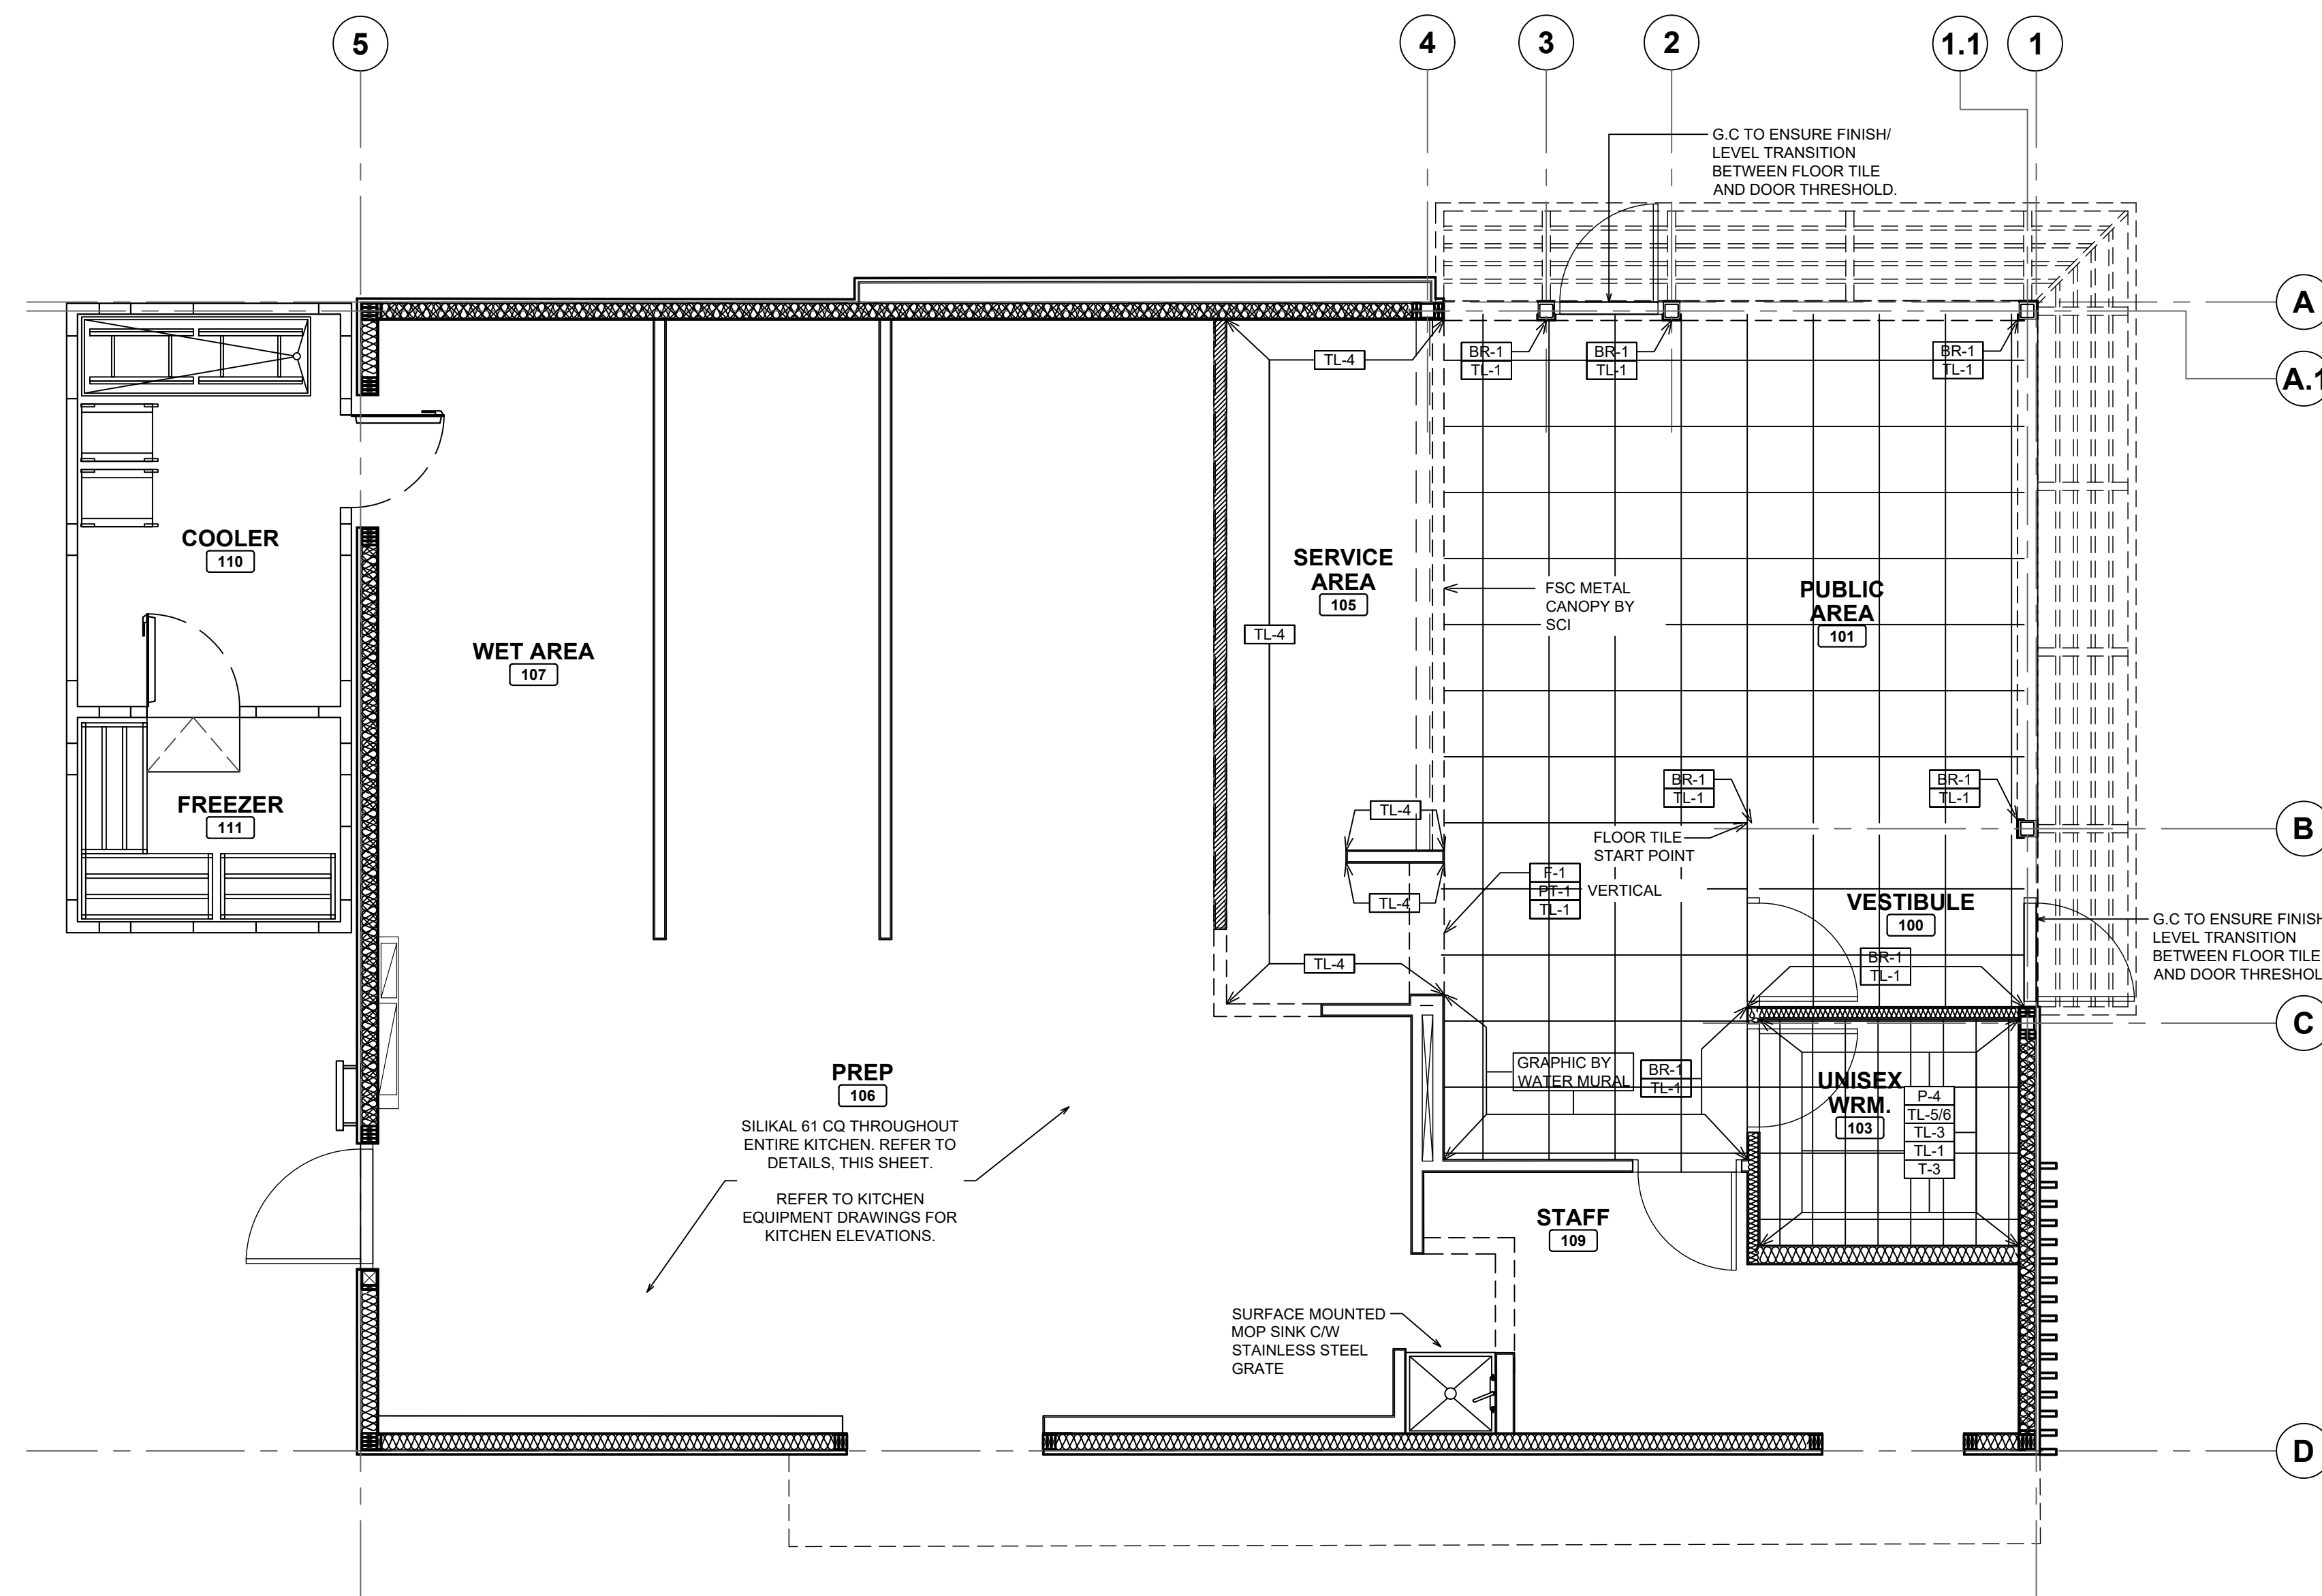 5
4
3
2
1.1
1
G.C TO ENSURE FINISH/
LEVEL TRANSITION
BETWEEN FLOOR TILE
AND DOOR THRESHOLD.
A
A.1
TL-4
BR-1
TL-1
BR-1
TL-1
BR-1
TL-1
COOLER
110
SERVICE
AREA
105
FSC METAL
CANOPY BY
SCI
PUBLIC
AREA
101
TL-4
WET AREA
107
FREEZER
111
BR-1
TL-1
BR-1
TL-1
TL-4
TL-4
FLOOR TILE
START POINT
B
F-1
PT-1
TL-1
VERTICAL
VESTIBULE
100
BR-1
TL-1
G.C TO ENSURE FINISH
LEVEL TRANSITION
BETWEEN FLOOR TILE
AND DOOR THRESHOL
TL-4
C
PREP
106
SILIKAL 61 CQ THROUGHOUT
ENTIRE KITCHEN. REFER TO
DETAILS, THIS SHEET.
REFER TO KITCHEN
EQUIPMENT DRAWINGS FOR
KITCHEN ELEVATIONS.
GRAPHIC BY
WATER MURAL
BR-1
TL-1
UNISEX
WRM.
103
P-4
TL-5/6
TL-3
TL-1
T-3
STAFF
109
SURFACE MOUNTED
MOP SINK C/W
STAINLESS STEEL
GRATE
D